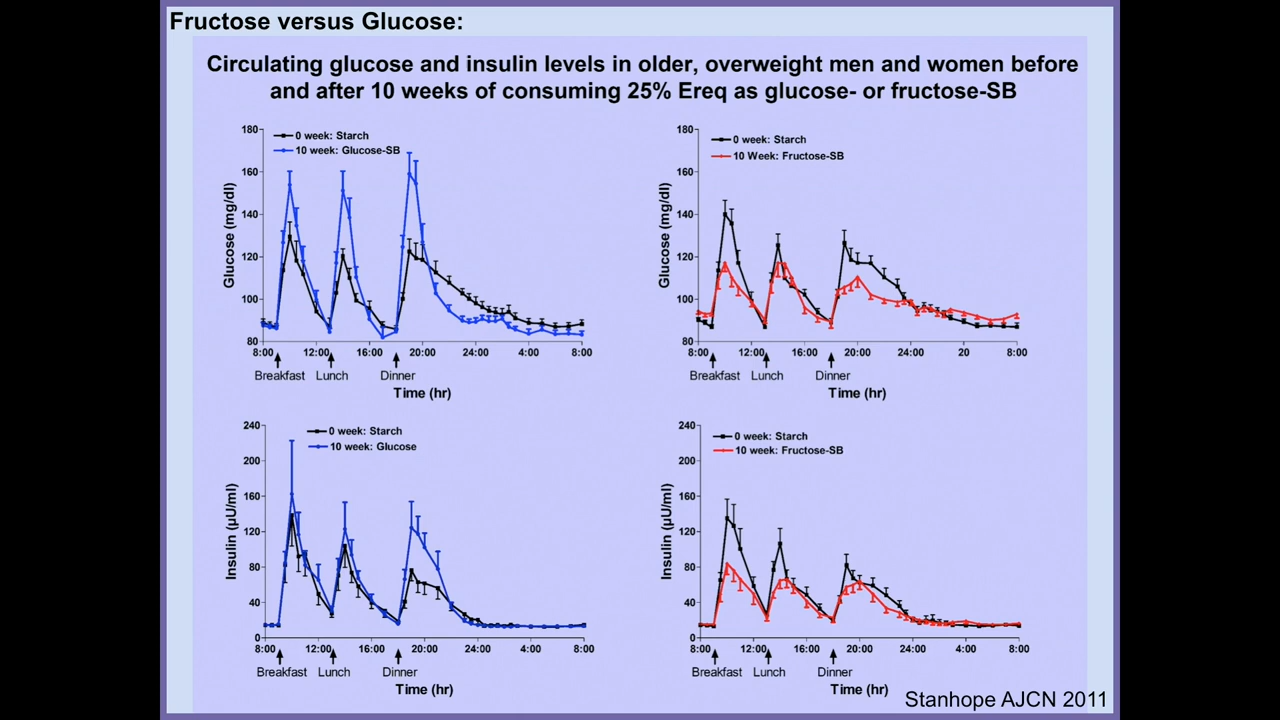 Fructose versus Glucose:
Circulating glucose and insulin levels in older, overweight men and women before
and after 10 weeks of consuming 25% Ereq as glucose- or fructose-SB
180
160
140
120
100
80
Glucose (mg/dl)
0 week: Starch
10 week: Glucose-SB
8:00 12:00 16:00 20:00 24:00 4:00 8:00
Breakfast Lunch Dinner
Time (hr)
180
160
140
120
100
80
Glucose (mg/dl)
0 week: Starch
10 Week: Fructose-SB
8:00 12:00 16:00 20:00 24:00 20 8:00
Breakfast Lunch Dinner
Time (hr)
240
200
160
120
80
40
0
Insulin (µU/ml)
0 week: Starch
10 week: Glucose
8:00 12:00 16:00 20:00 24:00 4:00 8:00
Breakfast Lunch Dinner
Time (hr)
240
200
160
120
80
40
0
Insulin (µU/ml)
0 week: Starch
10 week: Fructose-SB
8:00 12:00 16:00 20:00 24:00 4:00 8:00
Breakfast Lunch Dinner
Time (hr)
Stanhope AJCN 2011